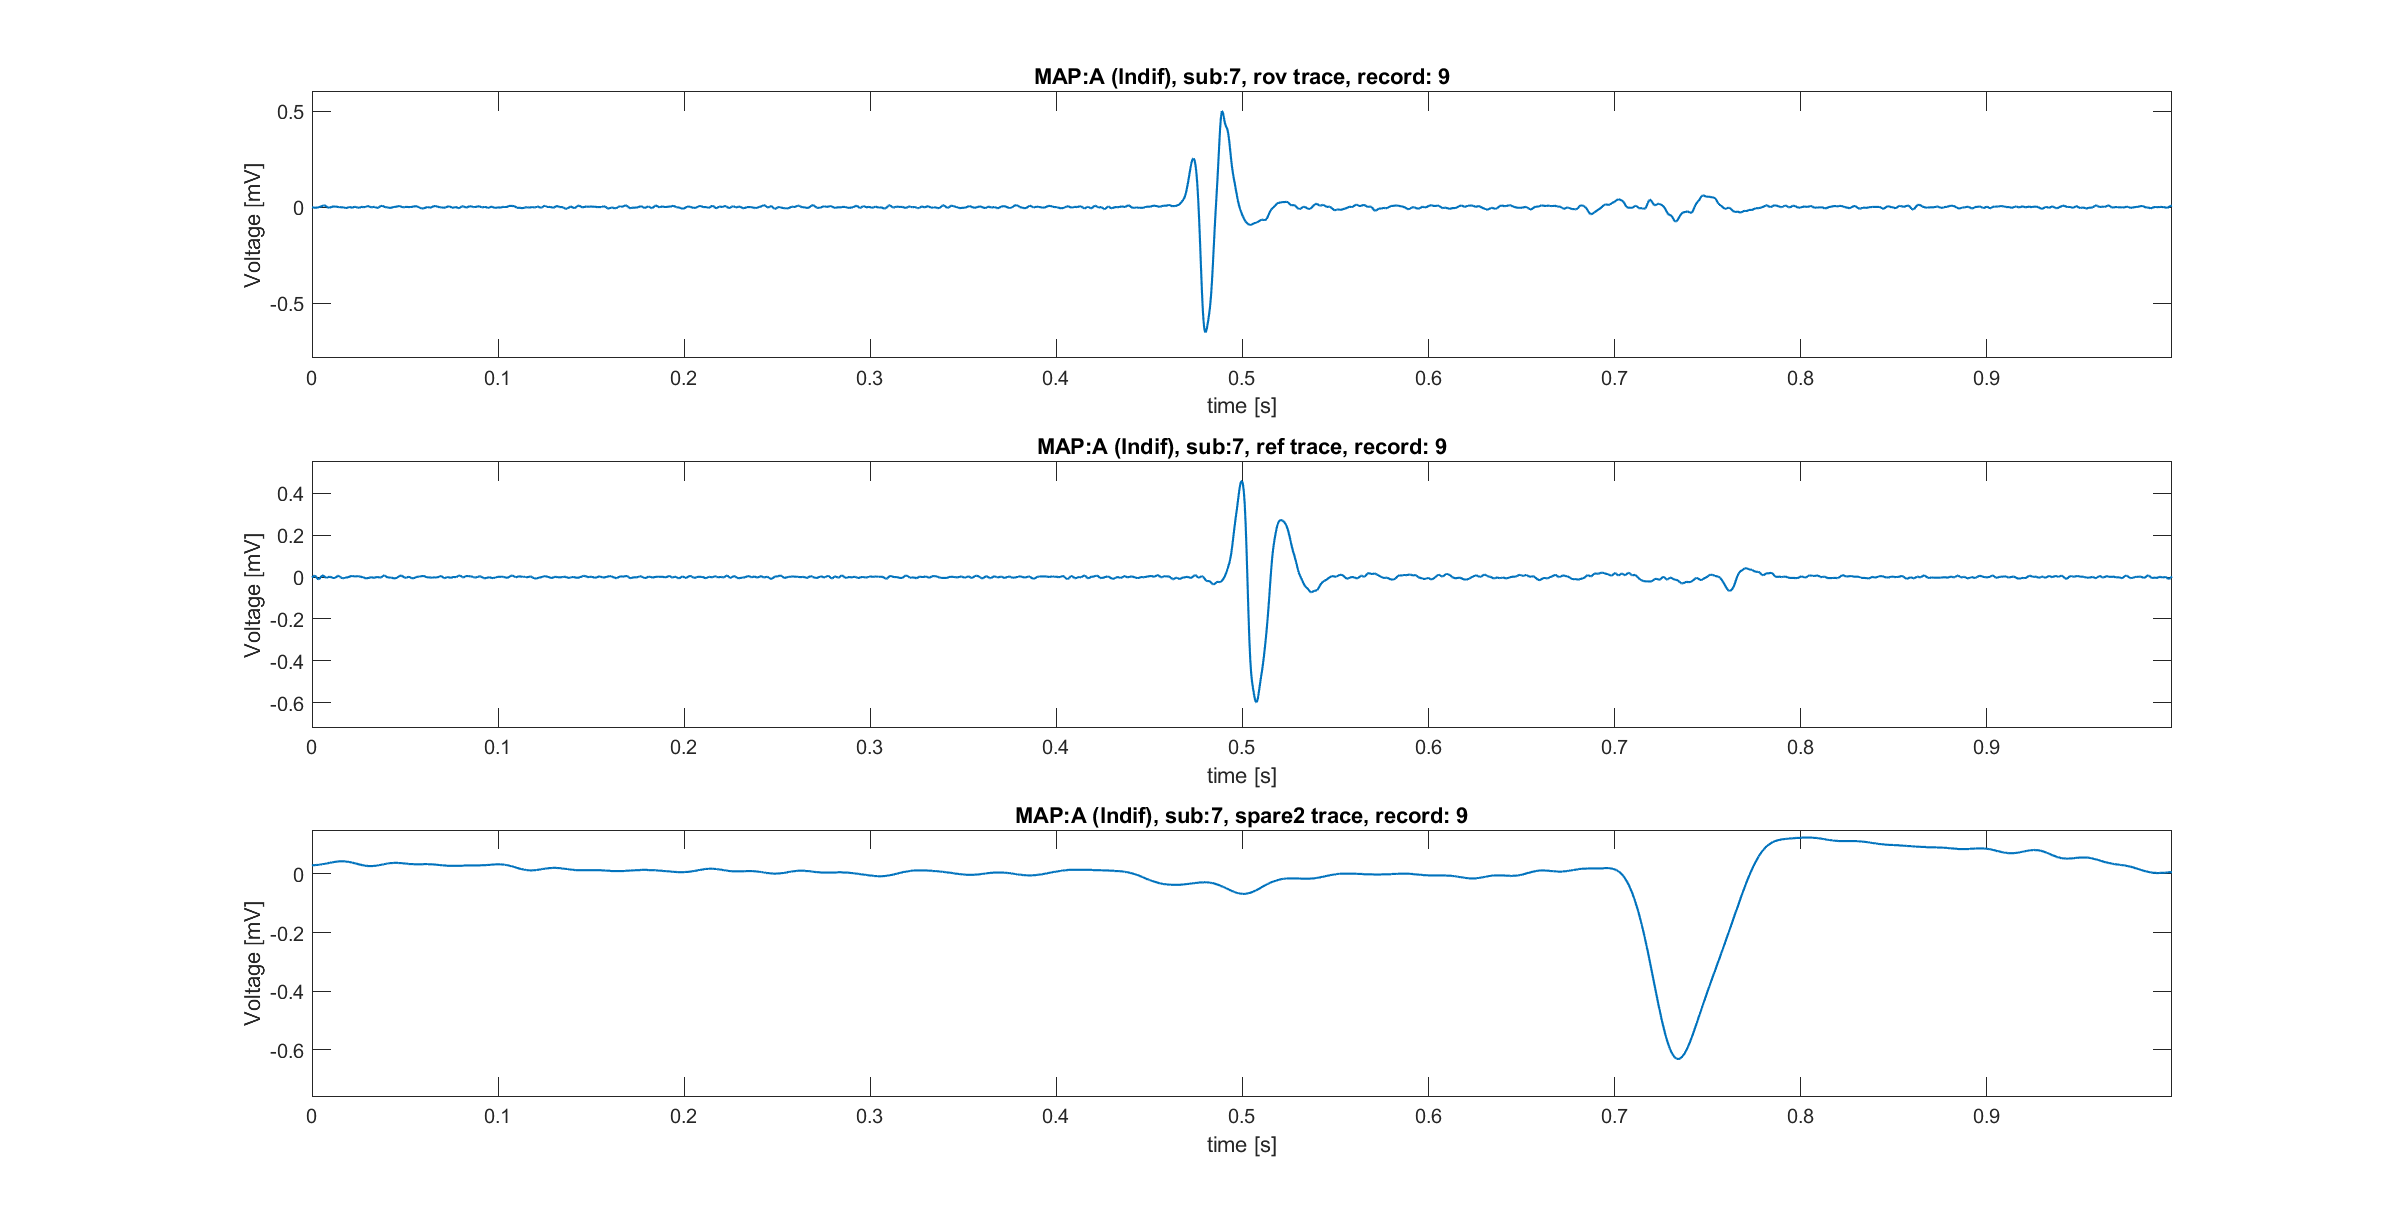 MAP:A (Indif), sub:7, rov trace, record: 9
Voltage [mV]
0.5
0
-0.5
0 0.1 0.2 0.3 0.4 0.5 0.6 0.7 0.8 0.9
time [s]
MAP:A (Indif), sub:7, ref trace, record: 9
Voltage [mV]
0.4
0.2
0
-0.2
-0.4
-0.6
0 0.1 0.2 0.3 0.4 0.5 0.6 0.7 0.8 0.9
time [s]
MAP:A (Indif), sub:7, spare2 trace, record: 9
Voltage [mV]
0
-0.2
-0.4
-0.6
0 0.1 0.2 0.3 0.4 0.5 0.6 0.7 0.8 0.9
time [s]